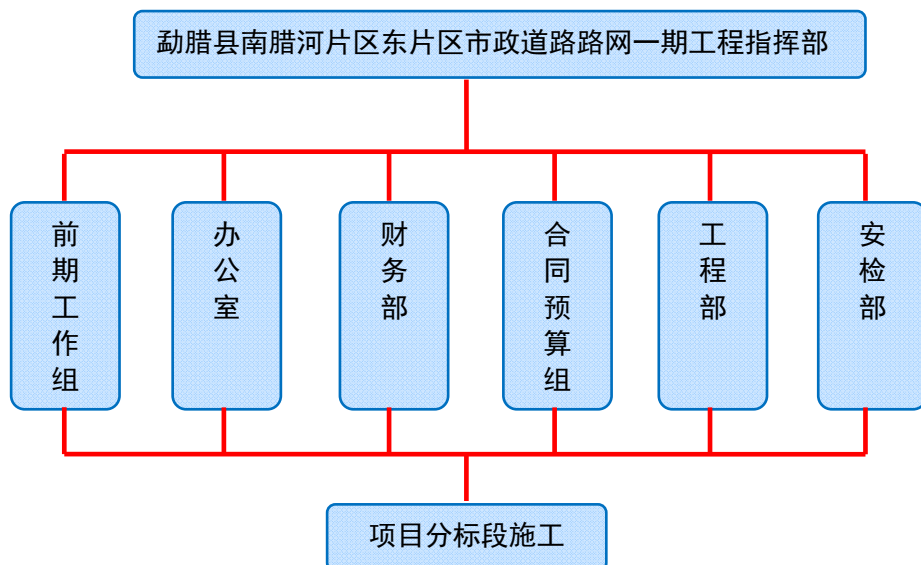 勐腊县南腊河片区东片区市政道路路网一期工程指挥部
前期工作组
办公室
财务部
合同预算组
工程部
安检部
项目分标段施工